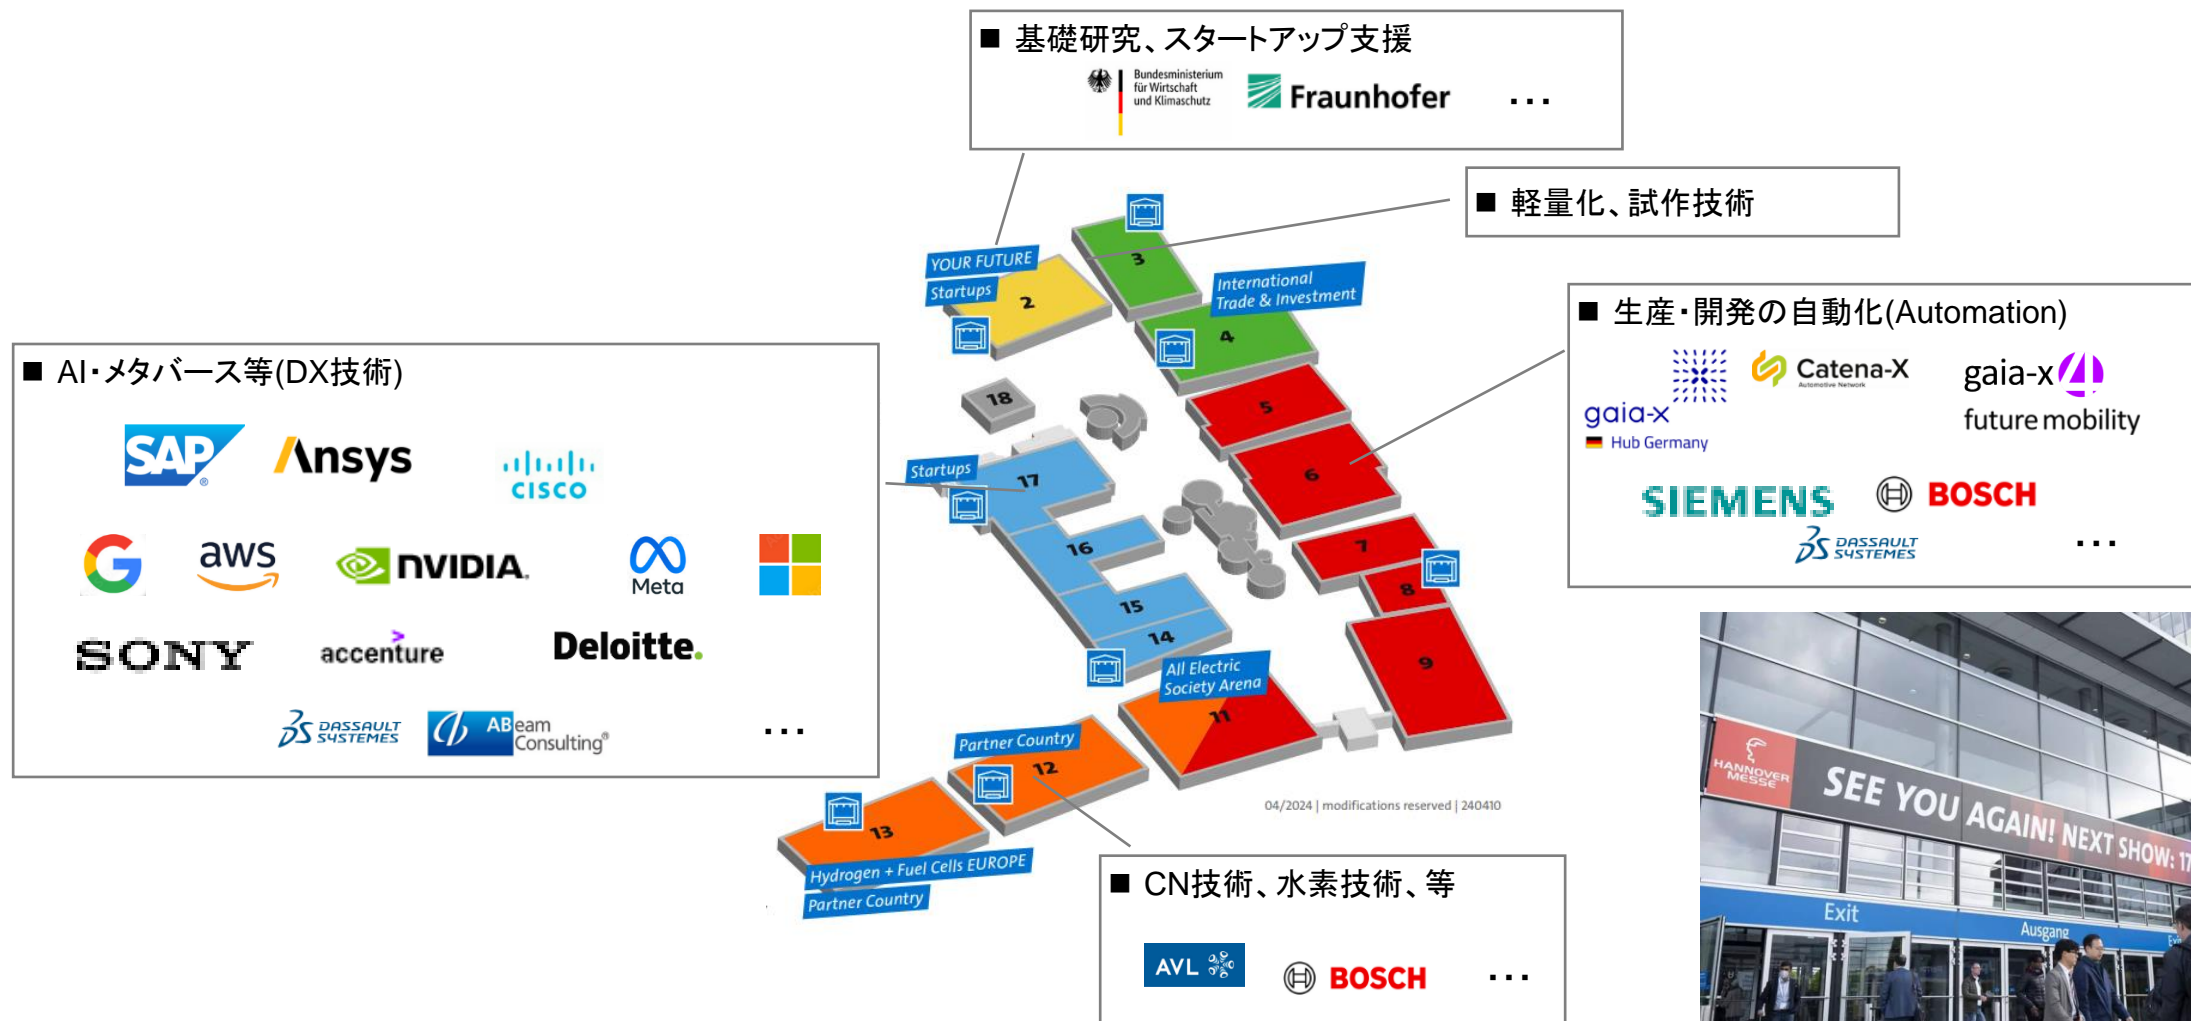 ■ 基礎研究、スタートアップ支援
Bundesministerium
für Wirtschaft
und Klimaschutz
Fraunhofer
...
■ 軽量化、試作技術
■ 生産・開発の自動化(Automation)
Catena-X
Automotive Network
gaia-x 4
future mobility
gaia-x
Hub Germany
SIEMENS
BOSCH
DASSAULT
SYSTEMES
...
■ AI・メタバース等(DX技術)
SAP
®
Ansys
CISCO
G
aws
NVIDIA.
Meta
SONY
accenture
Deloitte.
DASSAULT
SYSTEMES
ABeam
Consulting®
...
YOUR FUTURE
Startups
2
3
International
Trade & Investment
4
5
6
7
8
9
18
Startups
17
16
15
14
All Electric
Society Arena
11
Partner Country
12
13
Hydrogen + Fuel Cells EUROPE
Partner Country
04/2024 | modifications reserved | 240410
■ CN技術、水素技術、等
AVL
BOSCH
...
HANNOVER
MESSE
SEE YOU AGAIN! NEXT SHOW: 17
Exit
Ausgang